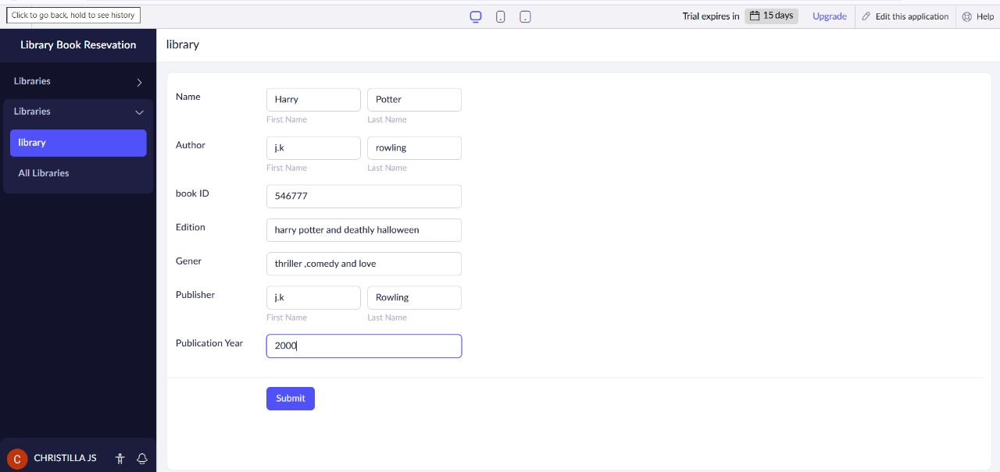 Click to go back, hold to see history
Trial expires in 15 days Upgrade Edit this application Help
Library Book Resevation
library
Libraries
Libraries
library
All Libraries
Name Harry Potter
First Name Last Name
Author j.k rowling
First Name Last Name
book ID 546777
Edition harry potter and deathly halloween
Gener thriller ,comedy and love
Publisher j.k Rowling
First Name Last Name
Publication Year 2000
Submit
C CHRISTILLA JS